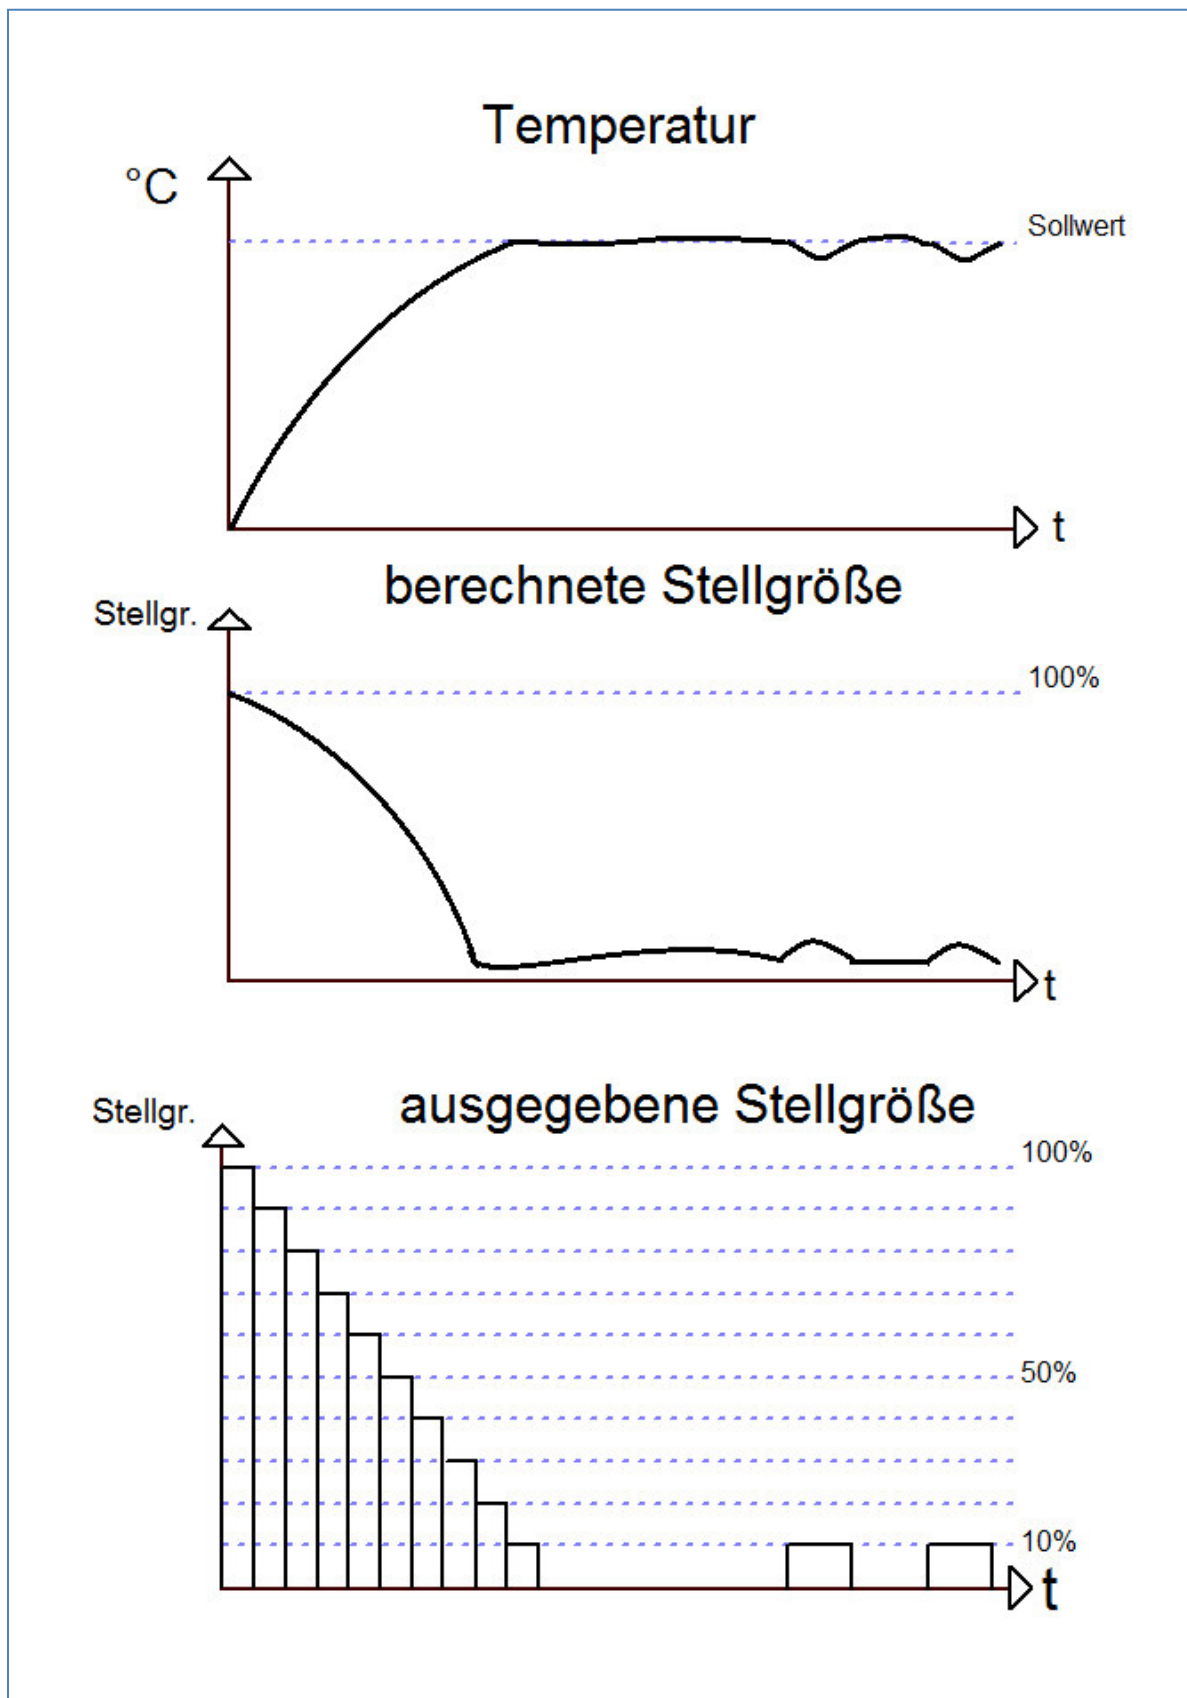 Temperatur
°C
Sollwert
t
berechnete Stellgröße
Stellgr.
100%
t
ausgegebene Stellgröße
Stellgr.
100%
50%
10%
t